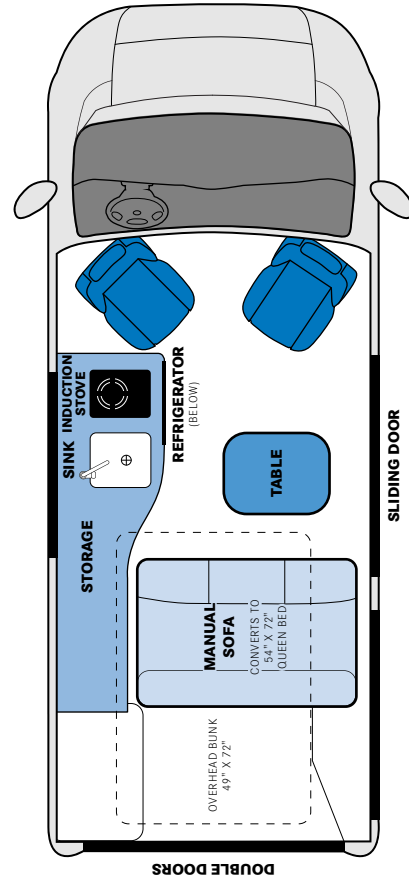 SINK
INDUCTION
STOVE
REFRIGERATOR
(BELOW)
STORAGE
TABLE
SLIDING DOOR
MANUAL
SOFA
CONVERTS TO
54" X 72"
QUEEN BED
OVERHEAD BUNK
49" X 72"
DOUBLE DOORS